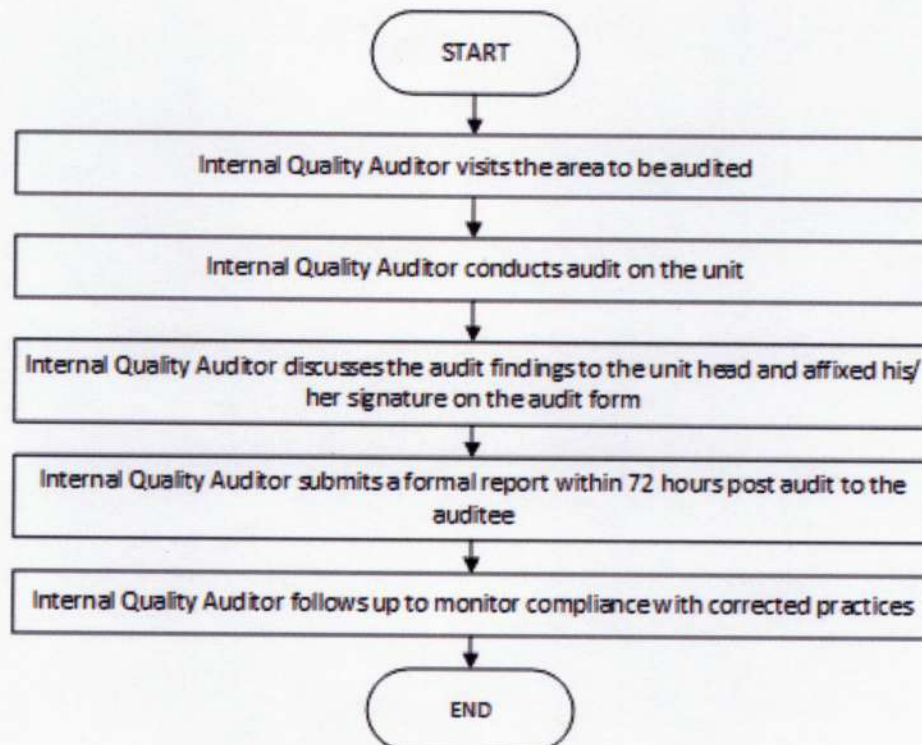 START
Internal Quality Auditor visits the area to be audited
Internal Quality Auditor conducts audit on the unit
Internal Quality Auditor discusses the audit findings to the unit head and affixed his/
her signature on the audit form
Internal Quality Auditor submits a formal report within 72 hours post audit to the
auditee
Internal Quality Auditor follows up to monitor compliance with corrected practices
END